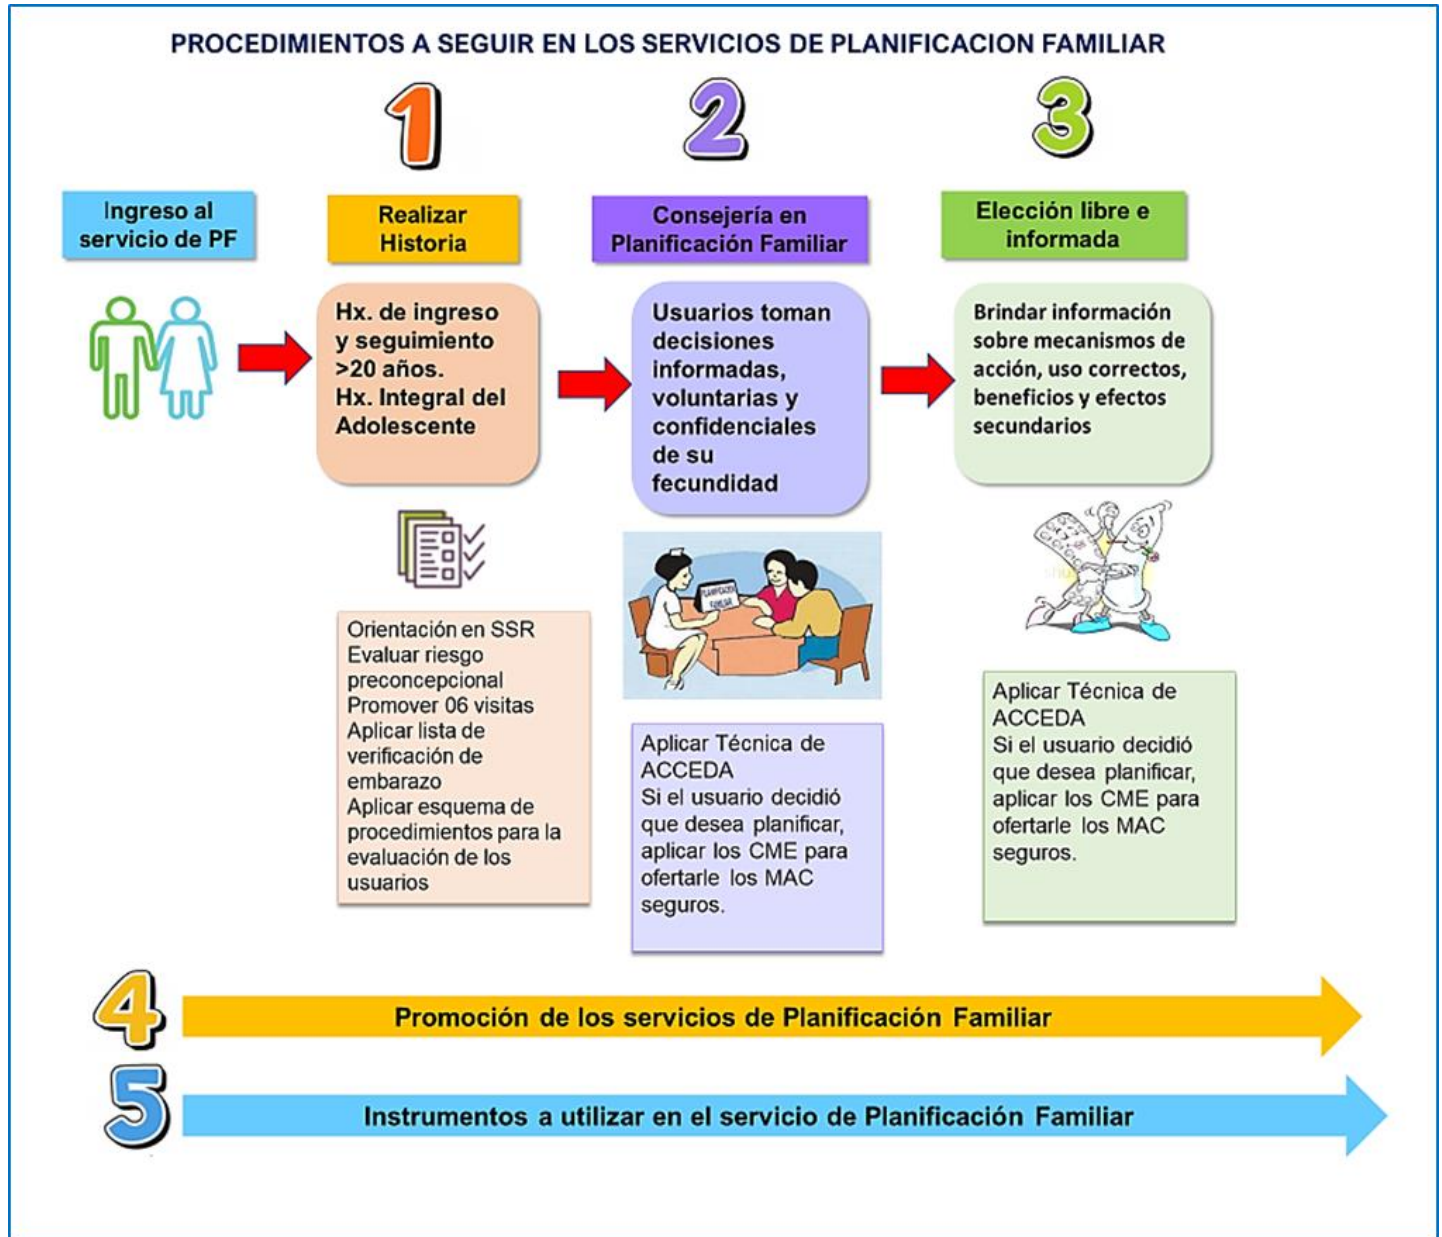 PROCEDIMIENTOS A SEGUIR EN LOS SERVICIOS DE PLANIFICACION FAMILIAR
1
2
3
Ingreso al
servicio de PF
Realizar
Historia
Consejería en
Planificación Familiar
Elección libre e
informada
Hx. de ingreso
y seguimiento
>20 años.
Hx. Integral del
Adolescente
Usuarios toman
decisiones
informadas,
voluntarias y
confidenciales
de su
fecundidad
Brindar información
sobre mecanismos de
acción, uso correctos,
beneficios y efectos
secundarios
PLANIFICACION
FAMILIAR
Orientación en SSR
Evaluar riesgo
preconcepcional
Promover 06 visitas
Aplicar lista de
verificación de
embarazo
Aplicar esquema de
procedimientos para la
evaluación de los
usuarios
Aplicar Técnica de
ACCEDA
Si el usuario decidió
que desea planificar,
aplicar los CME para
ofertarle los MAC
seguros.
Aplicar Técnica de
ACCEDA
Si el usuario decidió
que desea planificar,
aplicar los CME para
ofertarle los MAC
seguros.
4
Promoción de los servicios de Planificación Familiar
5
Instrumentos a utilizar en el servicio de Planificación Familiar